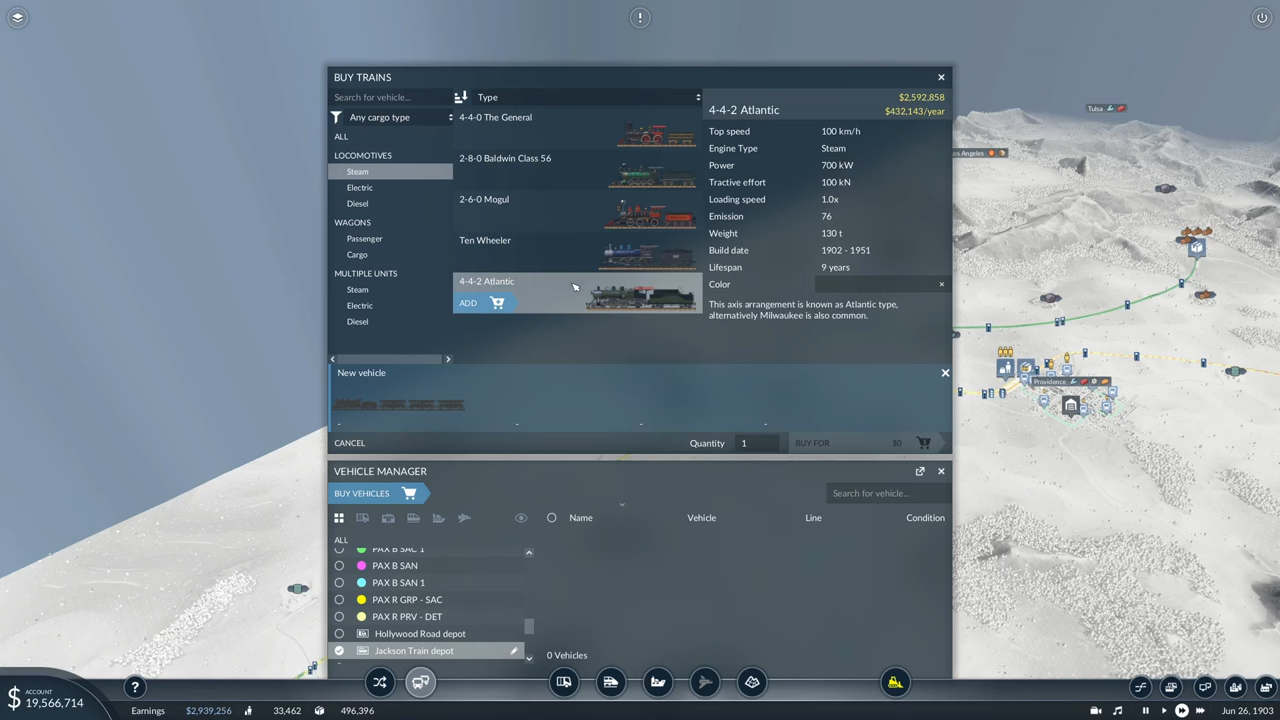 BUY TRAINS
Search for vehicle...
Type
Any cargo type
ALL
LOCOMOTIVES
Steam
Electric
Diesel
WAGONS
Passenger
Cargo
MULTIPLE UNITS
Steam
Electric
Diesel
4-4-0 The General
2-8-0 Baldwin Class 56
2-6-0 Mogul
Ten Wheeler
4-4-2 Atlantic
ADD
$2,592,858
4-4-2 Atlantic
$432,143/year
Top speed 100 km/h
Engine Type Steam
Power 700 kW
Tractive effort 100 kN
Loading speed 1.0x
Emission 76
Weight 130 t
Build date 1902 - 1951
Lifespan 9 years
Color
This axis arrangement is known as Atlantic type,
alternatively Milwaukee is also common.
New vehicle
- - - -
CANCEL
Quantity 1
BUY FOR $0
VEHICLE MANAGER
BUY VEHICLES
Search for vehicle...
Name Vehicle Line Condition
ALL
PAX B SAC 1
PAX B SAN
PAX B SAN 1
PAX R GRP - SAC
PAX R PRV - DET
Hollywood Road depot
Jackson Train depot
0 Vehicles
Tulsa
os Angeles
Providence
$
ACCOUNT
19,566,714
?
Earnings $2,939,256 33,462 496,396
Jun 26, 1903